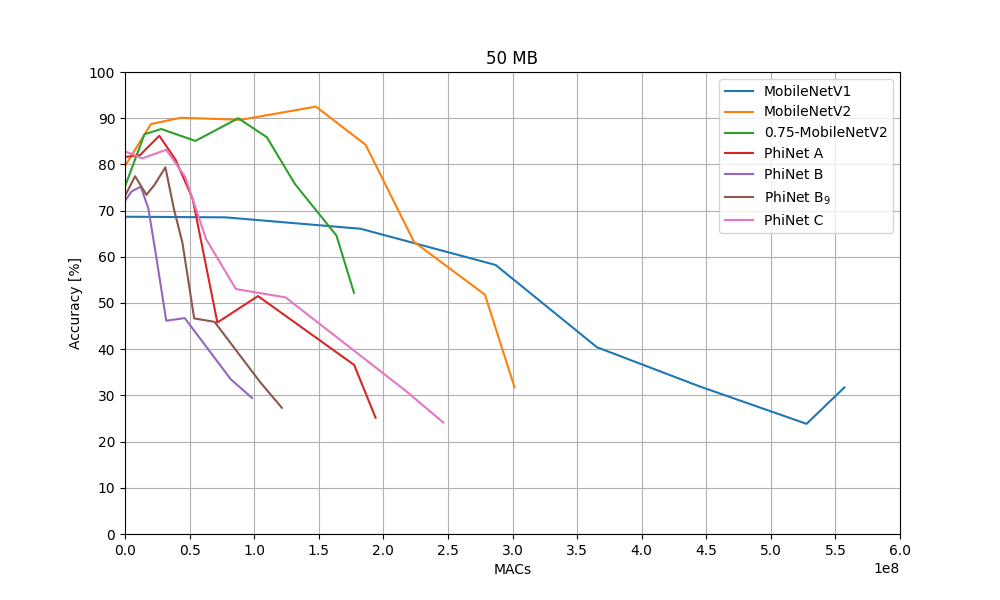 50 MB
Accuracy [%]
100
90
80
70
60
50
40
30
20
10
0
MobileNetV1
MobileNetV2
0.75-MobileNetV2
PhiNet A
PhiNet B
PhiNet B₉
PhiNet C
0.0 0.5 1.0 1.5 2.0 2.5 3.0 3.5 4.0 4.5 5.0 5.5 6.0
MACs
1e8